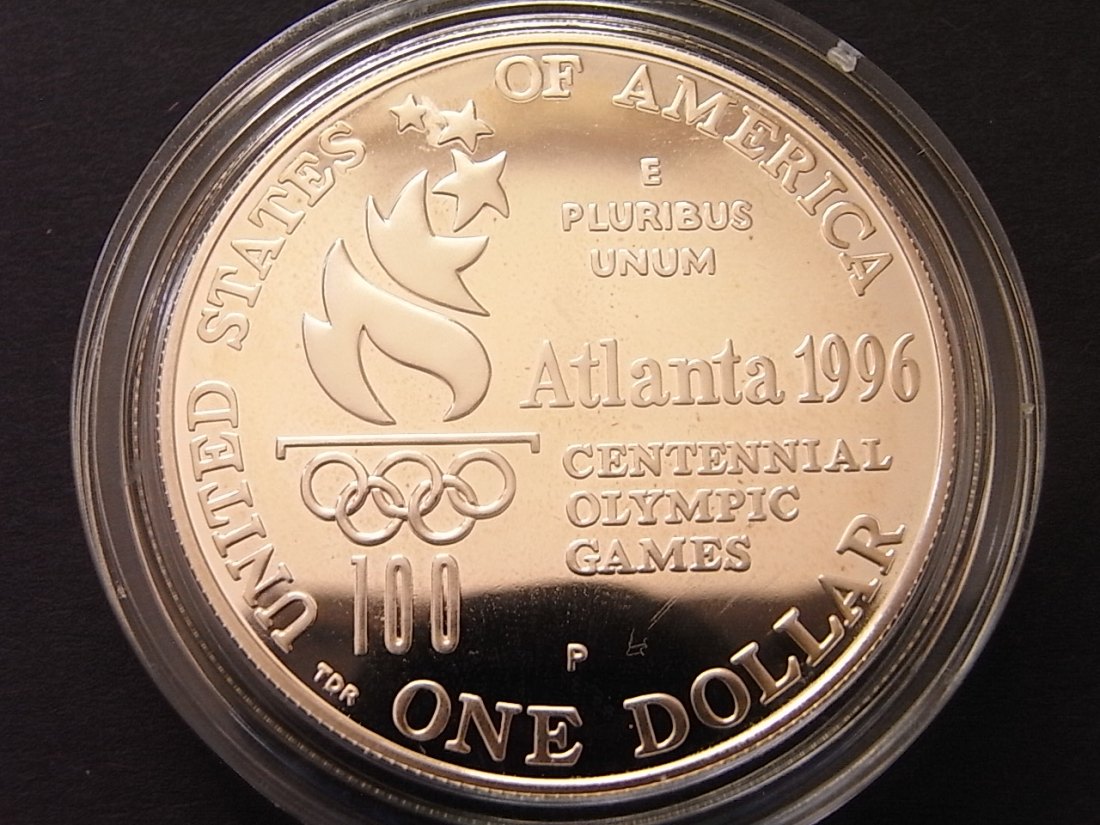 UNITED STATES OF AMERICA
E
PLURIBUS
UNUM
Atlanta 1996
CENTENNIAL
OLYMPIC
GAMES
100
P
TDR
ONE DOLLAR